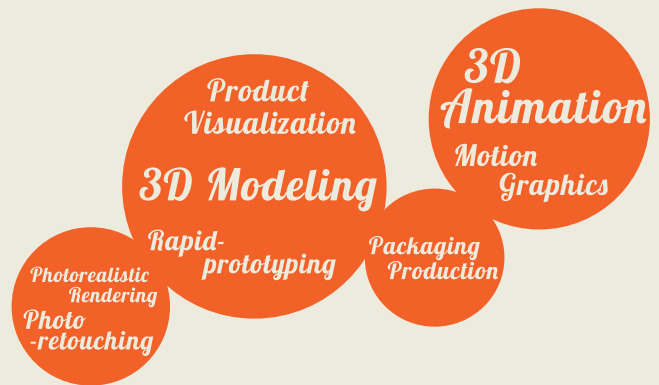 Product
Visualization
3D Modeling
Rapid-
prototyping
3D
Animation
Motion
Graphics
Packaging
Production
Photorealistic
Rendering
Photo
-retouching